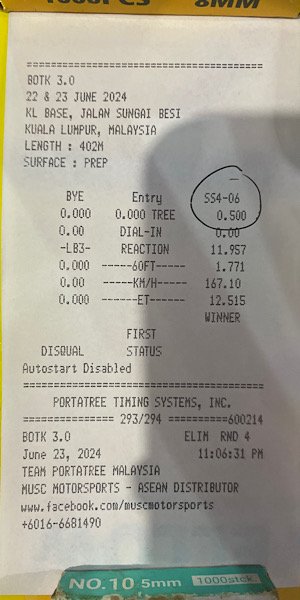 1000PCS 8MM
================================
BOTK 3.0
22 & 23 JUNE 2024
KL BASE, JALAN SUNGAI BESI
KUALA LUMPUR, MALAYSIA
LENGTH : 402M
SURFACE : PREP
BYE Entry SS4-06
0.000 0.000 TREE 0.500
0.00 DIAL-IN 0.00
-LB3- REACTION 11.957
0.000 ------60FT----- 1.771
0.00 ------KM/H----- 167.10
0.000 -------ET------ 12.515
WINNER
FIRST
DISQUAL STATUS
Autostart Disabled
================================
PORTATREE TIMING SYSTEMS, INC.
=============== 293/294 ==========600214
BOTK 3.0 ELIM RND 4
June 23, 2024 11:06:31 PM
TEAM PORTATREE MALAYSIA
MUSC MOTORSPORTS - ASEAN DISTRIBUTOR
www.facebook.com/muscmotorsports
+6016-6681490
NO.10 5mm 1000stck.